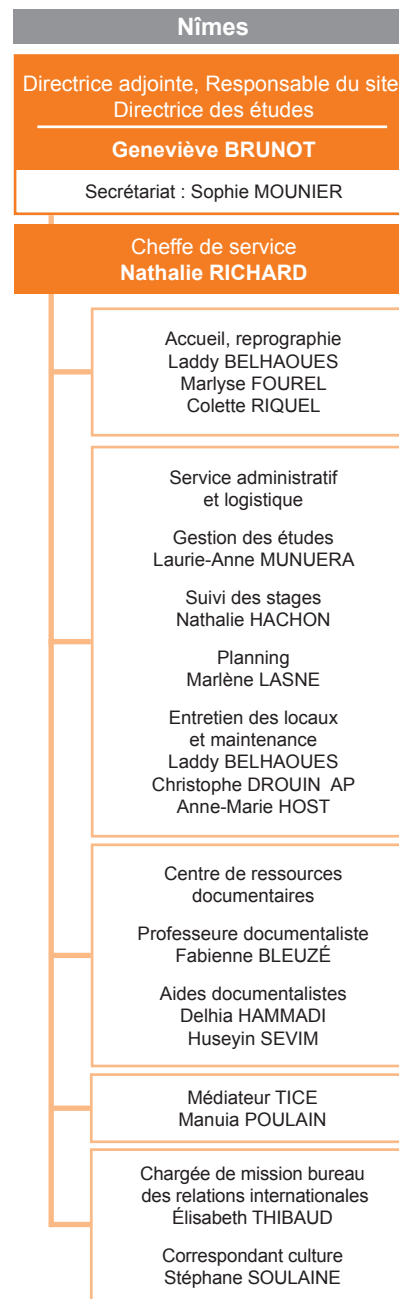 Nîmes
Directrice adjointe, Responsable du site
Directrice des études
Geneviève BRUNOT
Secrétariat : Sophie MOUNIER
Cheffe de service
Nathalie RICHARD
Accueil, reprographie
Laddy BELHAOUES
Marlyse FOUREL
Colette RIQUEL
Service administratif
et logistique
Gestion des études
Laurie-Anne MUNUERA
Suivi des stages
Nathalie HACHON
Planning
Marlène LASNE
Entretien des locaux
et maintenance
Laddy BELHAOUES
Christophe DROUIN AP
Anne-Marie HOST
Centre de ressources
documentaires
Professeure documentaliste
Fabienne BLEUZÉ
Aides documentalistes
Delhia HAMMADI
Huseyin SEVIM
Médiateur TICE
Manuia POULAIN
Chargée de mission bureau
des relations internationales
Élisabeth THIBAUD
Correspondant culture
Stéphane SOULAINE